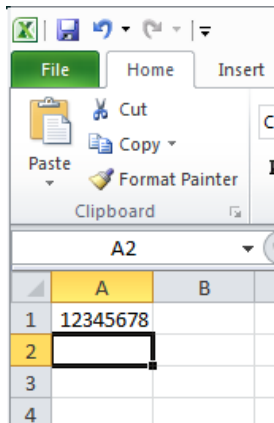 File Home Insert
Cut
Copy
Paste
Format Painter
Clipboard
A2
A B
1 12345678
2
3
4